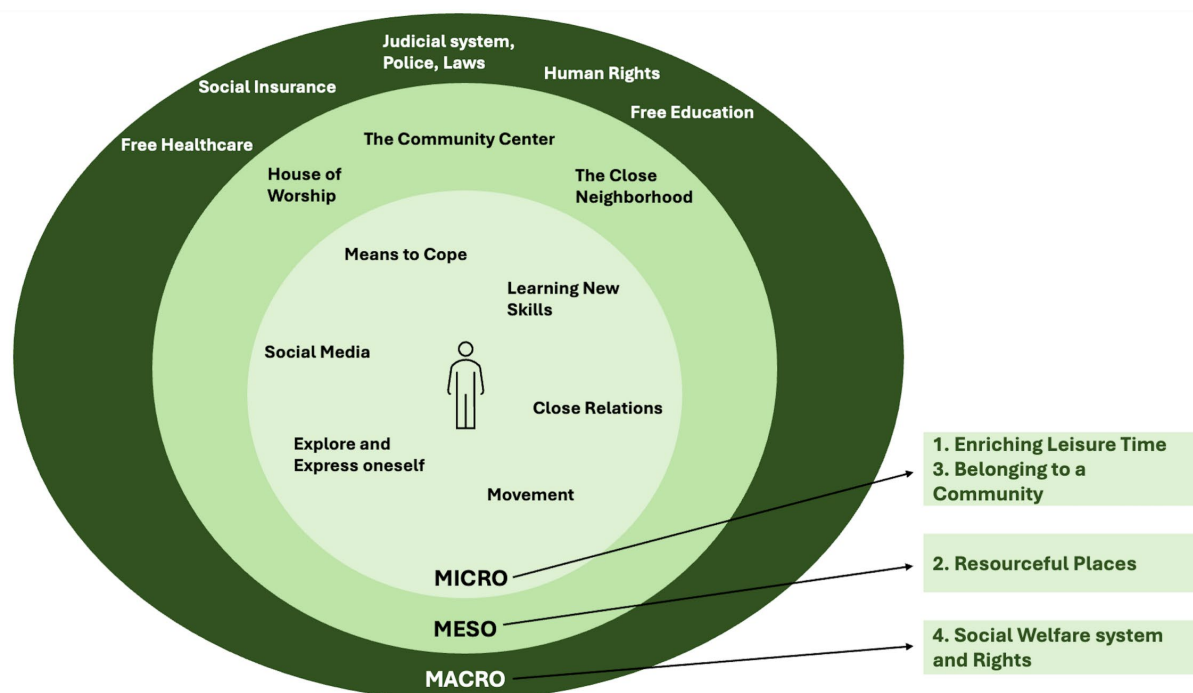 Judicial system,
Police, Laws
Human Rights
Social Insurance
Free Education
Free Healthcare
The Community Center
House of
Worship
The Close
Neighborhood
Means to Cope
Learning New
Skills
Social Media
Close Relations
Explore and
Express oneself
Movement
MICRO
MESO
MACRO
1. Enriching Leisure Time
3. Belonging to a
Community
2. Resourceful Places
4. Social Welfare system
and Rights